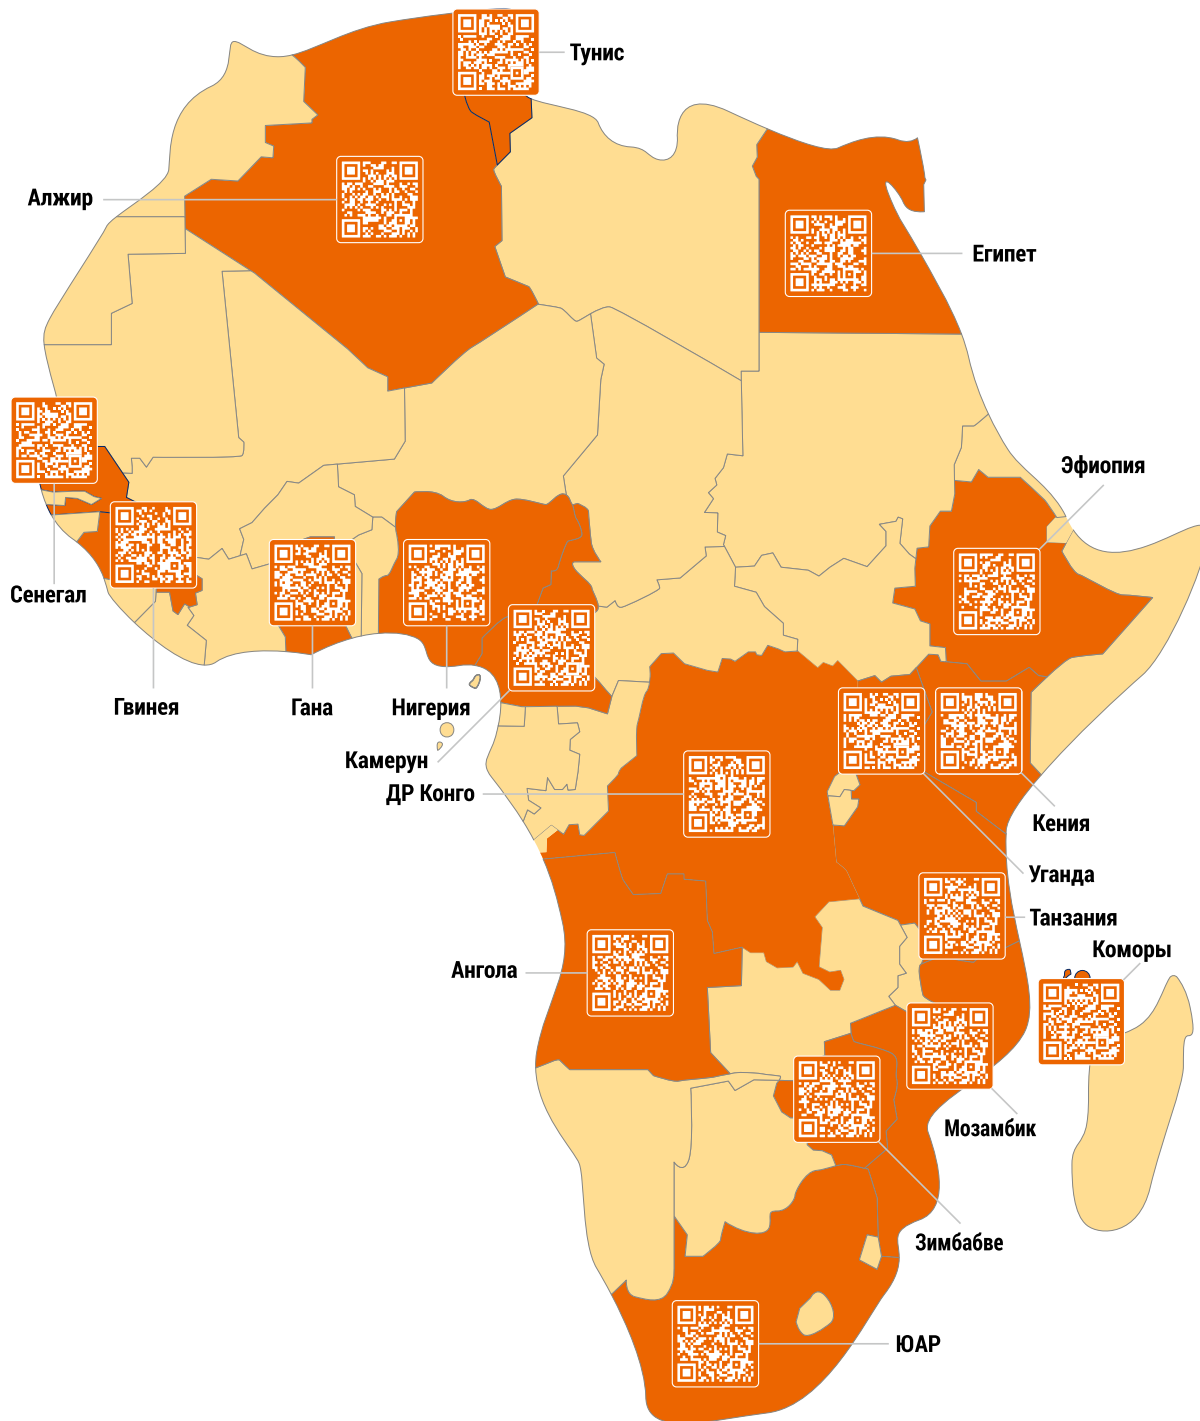 Тунис
Алжир
Египет
Эфиопия
Сенегал
Гвинея
Гана
Нигерия
Камерун
ДР Конго
Кения
Уганда
Танзания
Коморы
Ангола
Мозамбик
Зимбабве
ЮАР